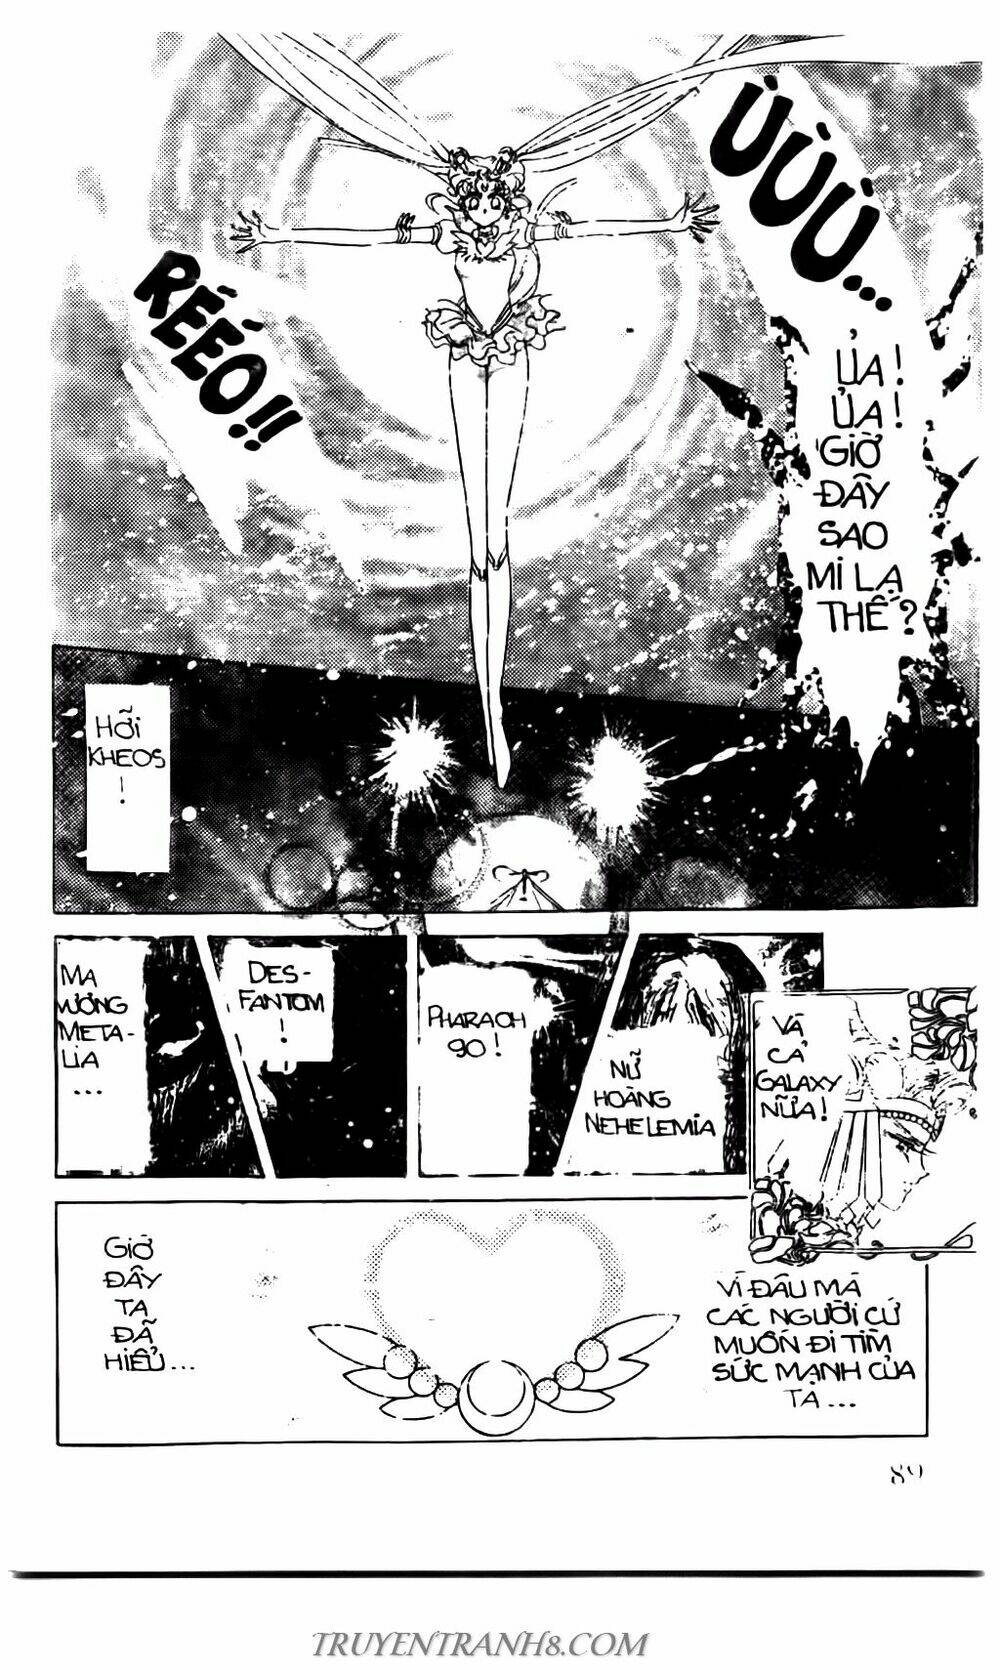 ÙÙÙ...
RÉÉO!!
ỦA!
ỦA!
GIỜ
ĐÂY
SAO
MI LẠ
THẾ?
HỠI
KHEOS
!
MA
VƯƠNG
META-
LIA
...
DES-
FANTOM
!
PHARAOH
90!
NỮ
HOÀNG
NEHELEMIA
VÀ
CẢ
GALAXY
NỮA!
GIỜ
ĐÂY
TA
ĐÃ
HIỂU...
VÌ ĐÂU MÀ
CÁC NGƯỜI CỨ
MUỐN ĐI TÌM
SỨC MẠNH CỦA
TA...
89
TRUYENTRANH8.COM